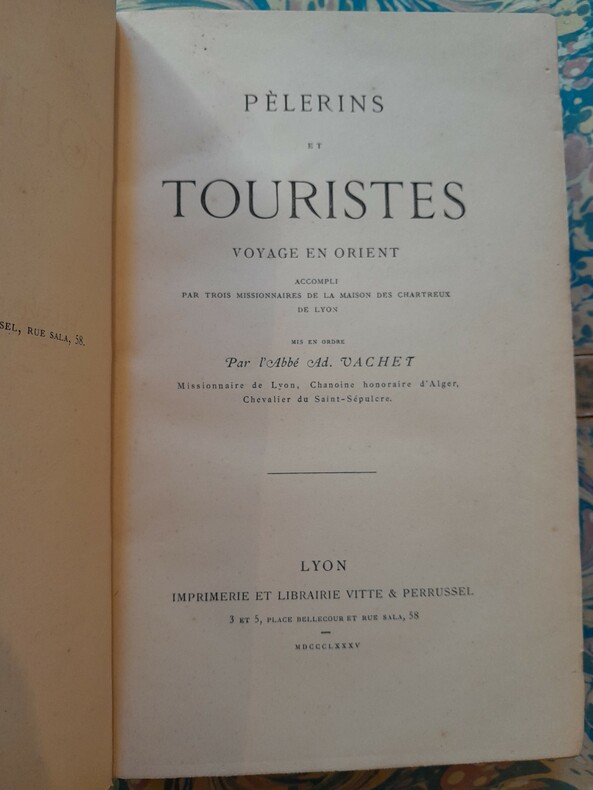 SEL, RUE SALA, 58.
PÈLERINS
ET
TOURISTES
VOYAGE EN ORIENT
ACCOMPLI
PAR TROIS MISSIONNAIRES DE LA MAISON DES CHARTREUX
DE LYON
MIS EN ORDRE
Par l'Abbé Ad. VACHET
Missionnaire de Lyon, Chanoine honoraire d'Alger,
Chevalier du Saint-Sépulcre.
LYON
IMPRIMERIE ET LIBRAIRIE VITTE & PERRUSSEL
3 ET 5, PLACE BELLECOUR ET RUE SALA, 58
MDCCCLXXXV